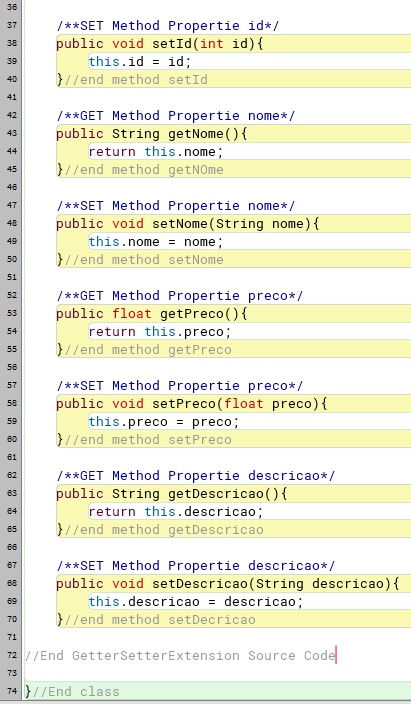 36
37 /**SET Method Propertie id*/
38 public void setId(int id){
39 this.id = id;
40 }//end method setId
41
42 /**GET Method Propertie nome*/
43 public String getNome(){
44 return this.nome;
45 }//end method getNOme
46
47 /**SET Method Propertie nome*/
48 public void setNome(String nome){
49 this.nome = nome;
50 }//end method setNome
51
52 /**GET Method Propertie preco*/
53 public float getPreco(){
54 return this.preco;
55 }//end method getPreco
56
57 /**SET Method Propertie preco*/
58 public void setPreco(float preco){
59 this.preco = preco;
60 }//end method setPreco
61
62 /**GET Method Propertie descricao*/
63 public String getDescricao(){
64 return this.descricao;
65 }//end method getDescricao
66
67 /**SET Method Propertie descricao*/
68 public void setDescricao(String descricao){
69 this.descricao = descricao;
70 }//end method setDecricao
71
72 //End GetterSetterExtension Source Code
73
74 }//End class